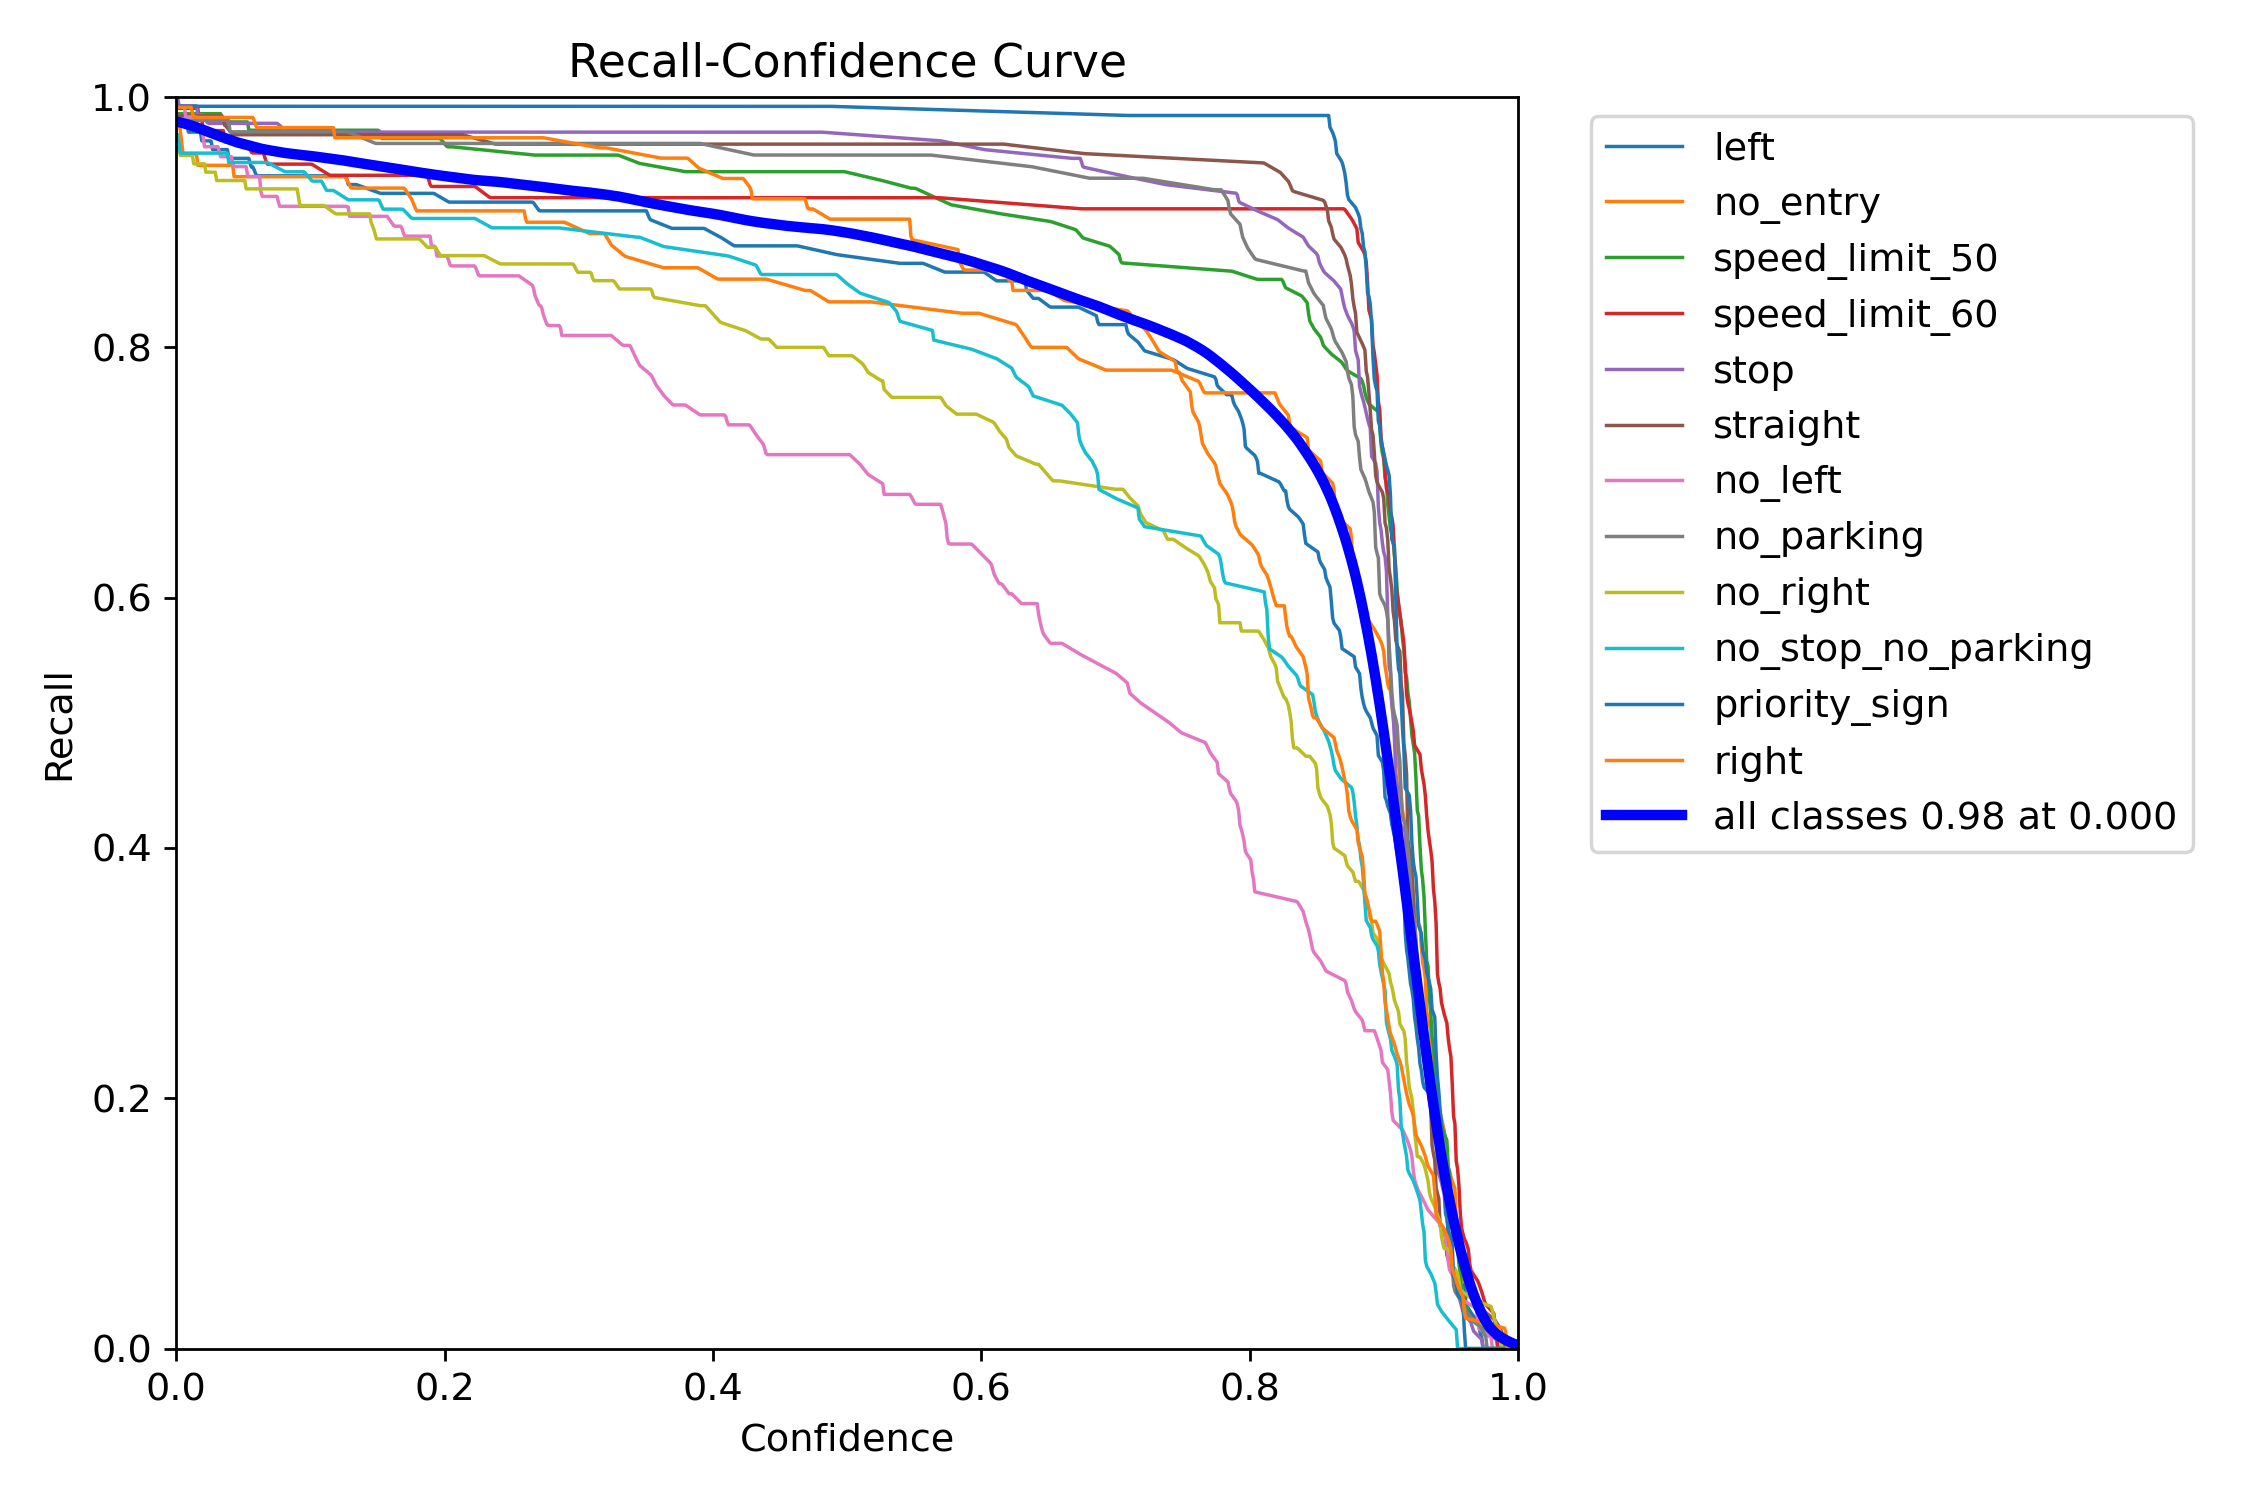 Recall-Confidence Curve
1.0
0.8
0.6
0.4
0.2
0.0
Recall
0.0 0.2 0.4 0.6 0.8 1.0
Confidence
left
no_entry
speed_limit_50
speed_limit_60
stop
straight
no_left
no_parking
no_right
no_stop_no_parking
priority_sign
right
all classes 0.98 at 0.000